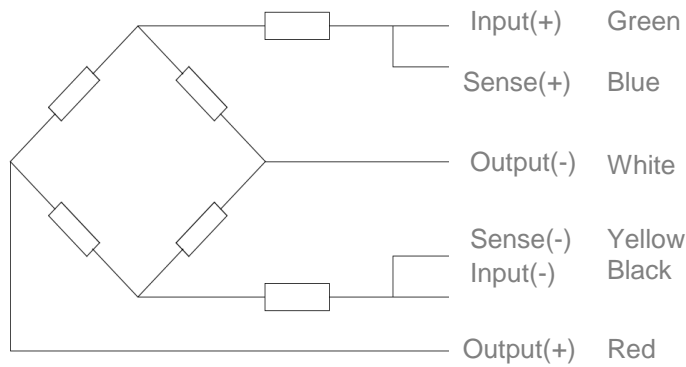 Input(+) Green
Sense(+) Blue
Output(-) White
Sense(-) Yellow
Input(-) Black
Output(+) Red